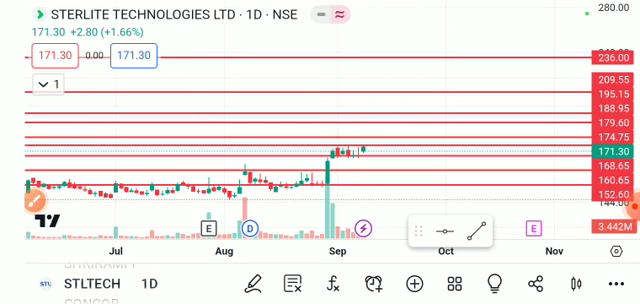 STERLITE TECHNOLOGIES LTD · 1D · NSE
280.00
171.30 +2.80 (+1.66%)
171.30 0.00 171.30
236.00
1
209.55
195.15
188.95
179.60
174.75
171.30
168.65
160.65
152.60
144.00
E D E
3.442M
Jul Aug Sep Oct Nov
STL STLTECH 1D